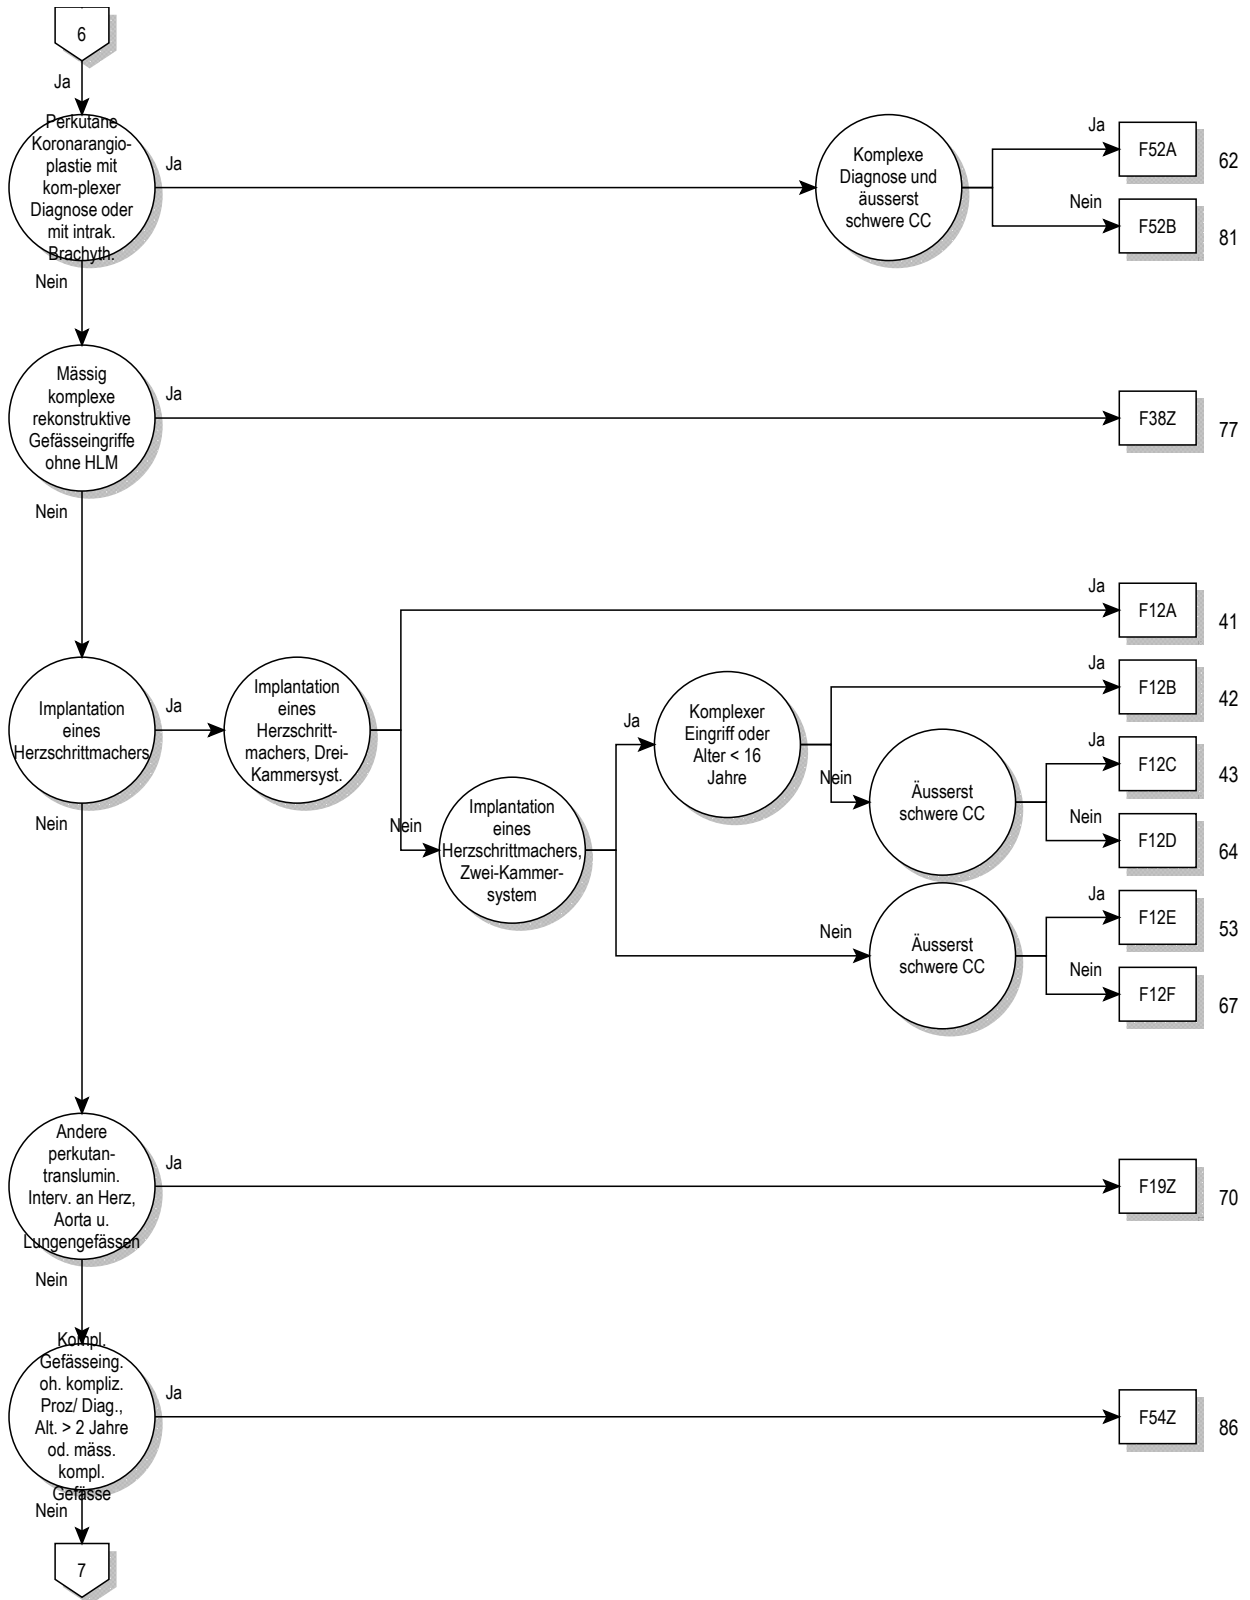 6
Ja
Perkutane
Koronarangio-
plastie mit
kom-plexer
Diagnose oder
mit intrak.
Brachyth.
Ja
Komplexe
Diagnose und
äusserst
schwere CC
Ja
F52A
62
Nein
F52B
81
Nein
Mässig
komplexe
rekonstruktive
Gefässeingriffe
ohne HLM
Ja
F38Z
77
Nein
Implantation
eines
Herzschrittmachers
Ja
Implantation
eines
Herzschritt-
machers, Drei-
Kammersyst.
Ja
F12A
41
Nein
Implantation
eines
Herzschrittmachers,
Zwei-Kammer-
system
Ja
Komplexer
Eingriff oder
Alter < 16
Jahre
Ja
F12B
42
Nein
Äusserst
schwere CC
Ja
F12C
43
Nein
F12D
64
Nein
Äusserst
schwere CC
Ja
F12E
53
Nein
F12F
67
Nein
Andere
perkutan-
translumin.
Interv. an Herz,
Aorta u.
Lungengefässen
Ja
F19Z
70
Nein
Kompl.
Gefässeing.
oh. kompliz.
Proz/ Diag.,
Alt. > 2 Jahre
od. mäss.
kompl.
Gefässe
Ja
F54Z
86
Nein
7